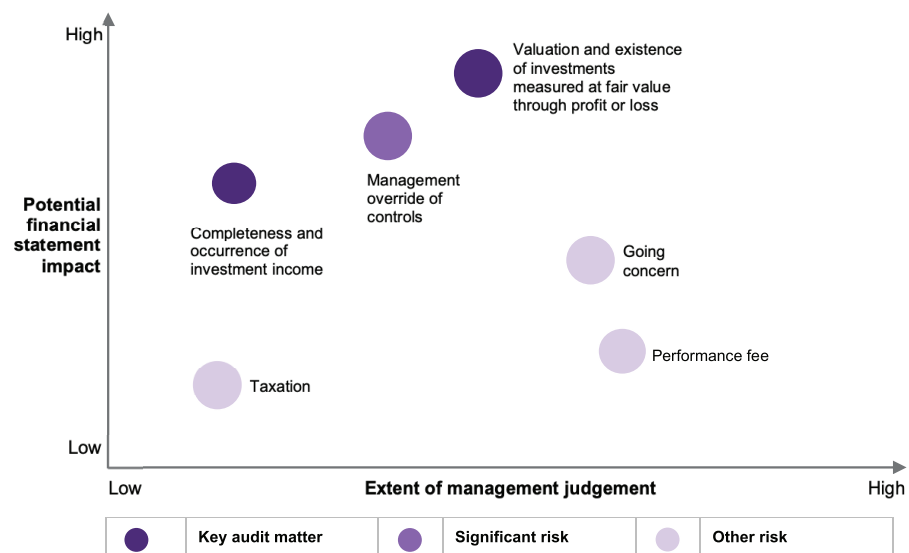 High
Valuation and existence
of investments
measured at fair value
through profit or loss
Management
override of
controls
Completeness and
occurrence of
investment income
Potential
financial
statement
impact
Going
concern
Performance fee
Taxation
Low
Low
Extent of management judgement
High
Key audit matter
Significant risk
Other risk